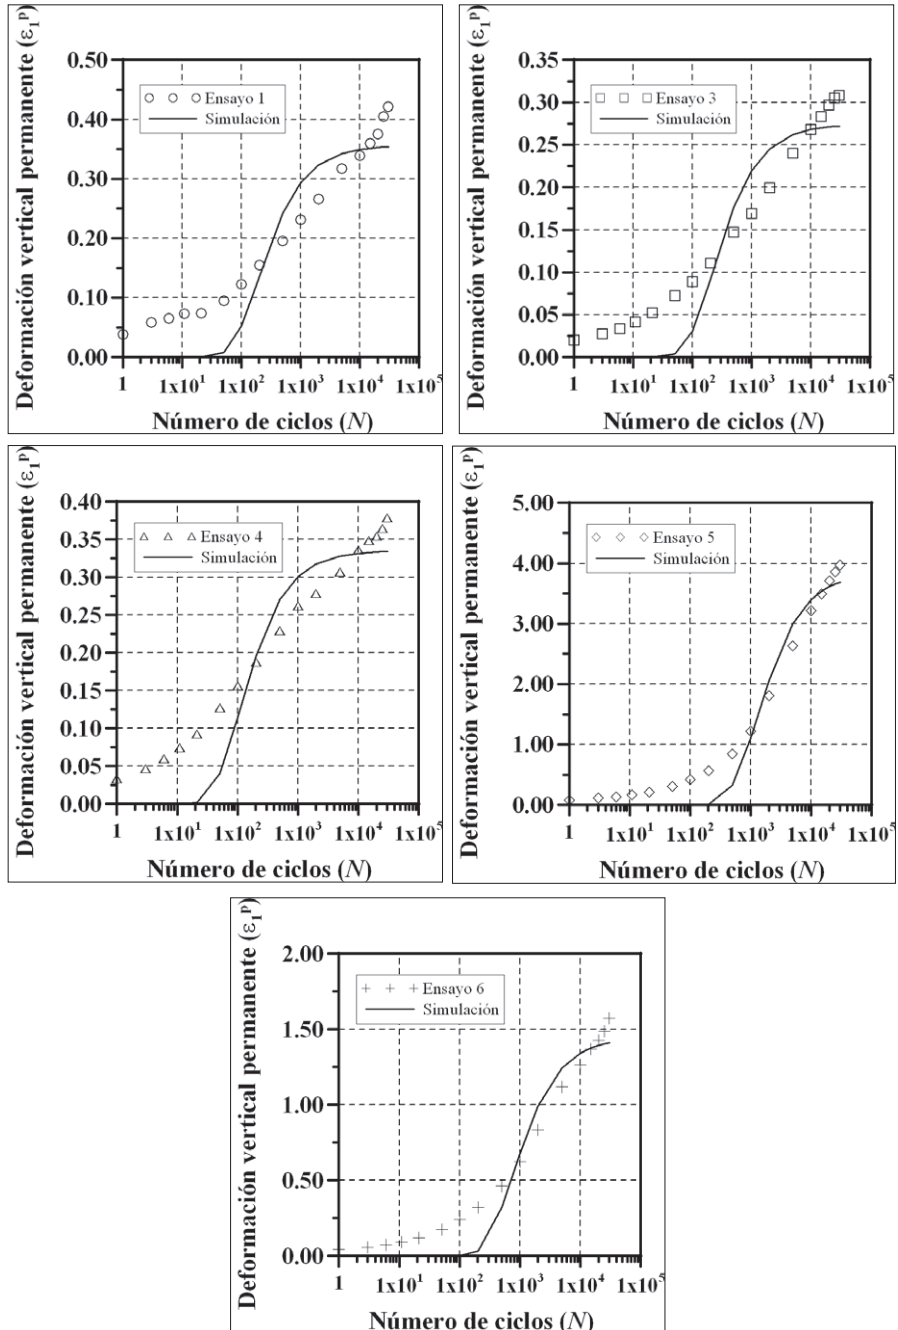 Deformación vertical permanente (ε₁ᵖ)
0.50
0.40
0.30
0.20
0.10
0.00
Ensayo 1
Simulación
1 1x10¹ 1x10² 1x10³ 1x10⁴ 1x10⁵
Número de ciclos (N)
Deformación vertical permanente (ε₁ᵖ)
0.35
0.30
0.25
0.20
0.15
0.10
0.05
0.00
Ensayo 3
Simulación
1 1x10¹ 1x10² 1x10³ 1x10⁴ 1x10⁵
Número de ciclos (N)
Deformación vertical permanente (ε₁ᵖ)
0.40
0.35
0.30
0.25
0.20
0.15
0.10
0.05
0.00
Ensayo 4
Simulación
1 1x10¹ 1x10² 1x10³ 1x10⁴ 1x10⁵
Número de ciclos (N)
Deformación vertical permanente (ε₁ᵖ)
5.00
4.00
3.00
2.00
1.00
0.00
Ensayo 5
Simulación
1 1x10¹ 1x10² 1x10³ 1x10⁴ 1x10⁵
Número de ciclos (N)
Deformación vertical permanente (ε₁ᵖ)
2.00
1.50
1.00
0.50
0.00
Ensayo 6
Simulación
1 1x10¹ 1x10² 1x10³ 1x10⁴ 1x10⁵
Número de ciclos (N)